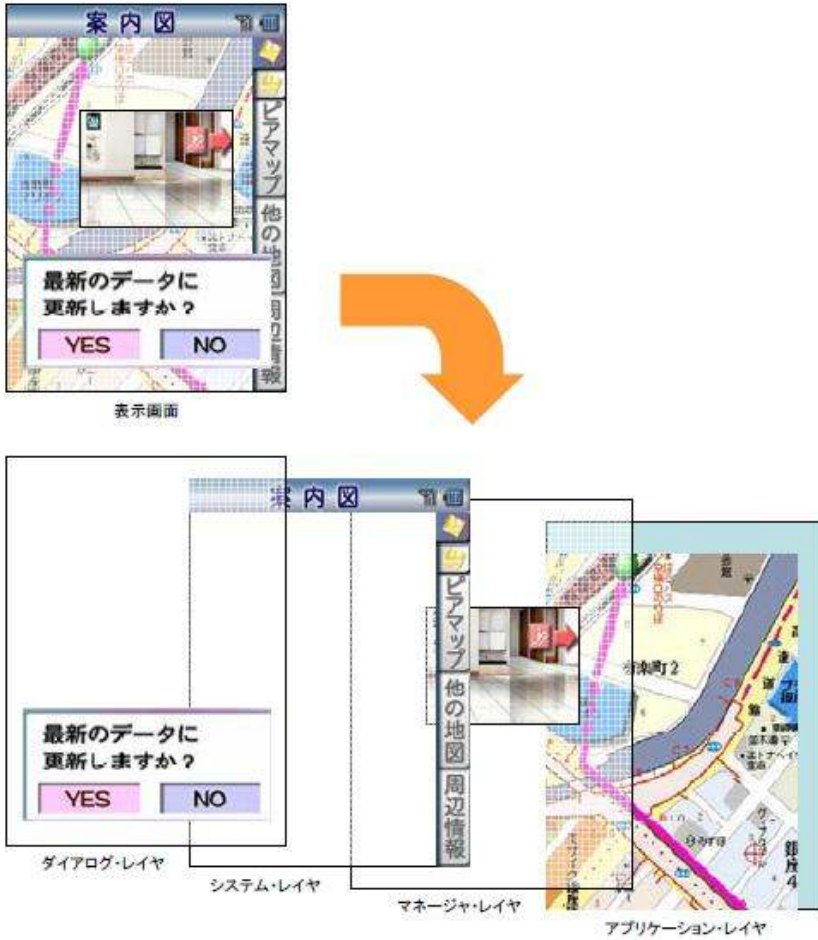 案内図
ピアマップ
他の地図
周辺情報
最新のデータに
更新しますか？
YES NO
表示画面
案内図
ピアマップ
他の地図
周辺情報
有楽町2
最新のデータに
更新しますか？
YES NO
みずほ
銀座4
ダイアログ・レイヤ
システム・レイヤ
マネージャ・レイヤ
アプリケーション・レイヤ